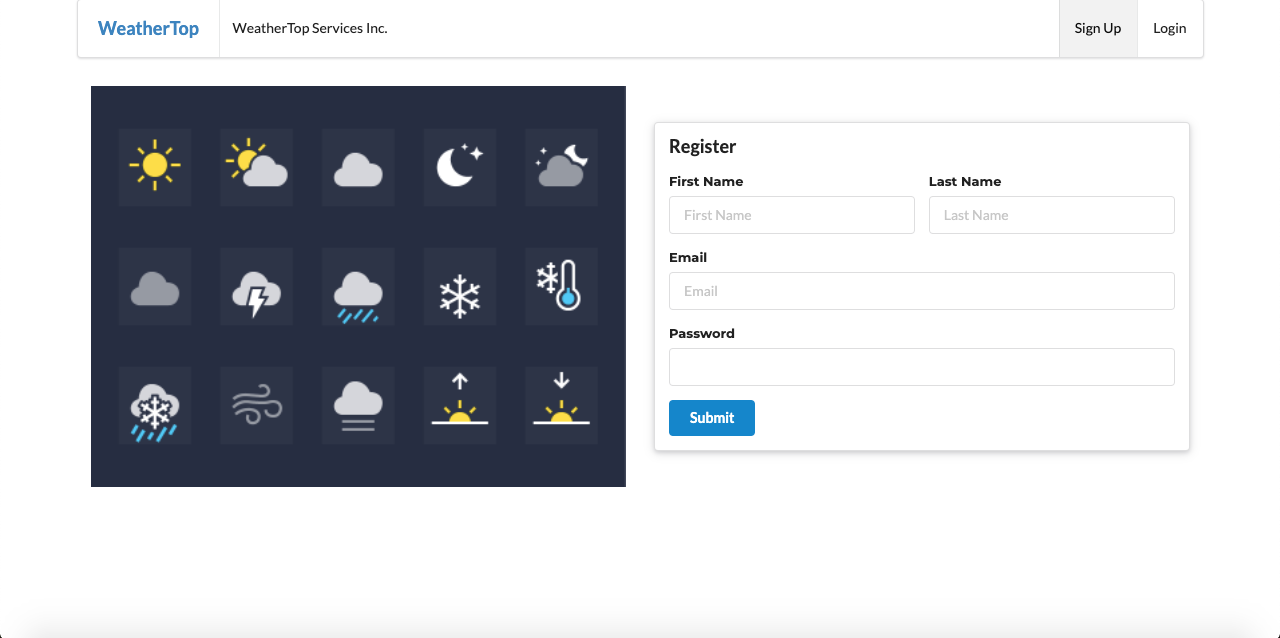 WeatherTop
WeatherTop Services Inc.
Sign Up
Login
Register
First Name
Last Name
First Name
Last Name
Email
Email
Password
Submit